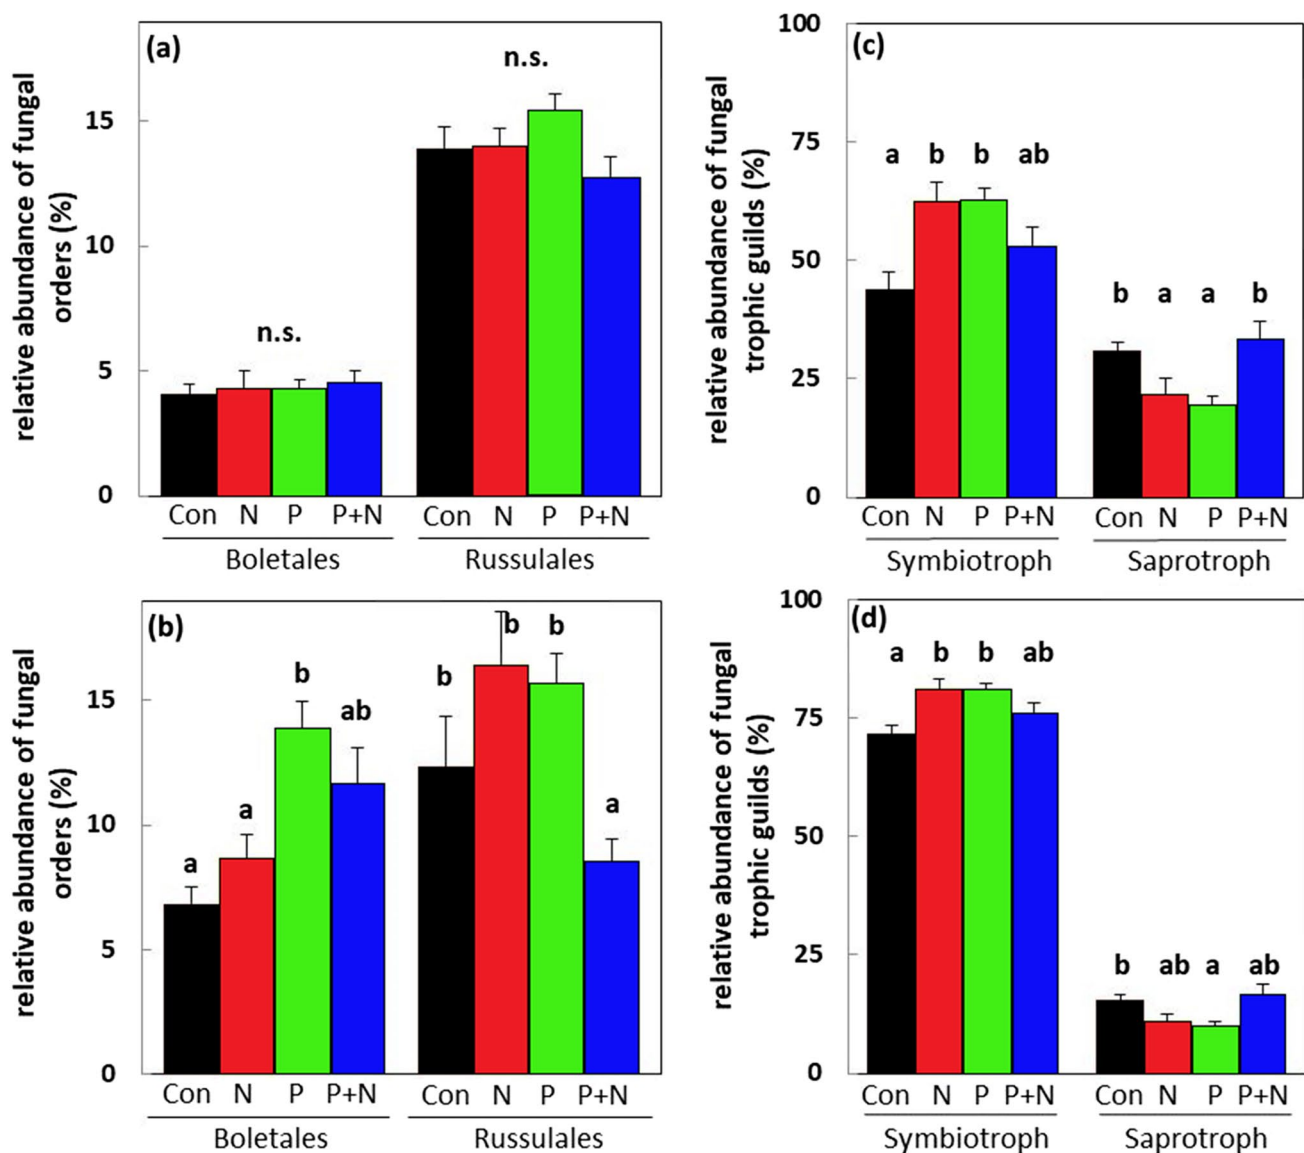 (a)
n.s.
n.s.
relative abundance of fungal
orders (%)
15
10
5
0
Con N P P+N Con N P P+N
Boletales Russulales
(c)
relative abundance of fungal
trophic guilds (%)
100
75
50
25
0
a b b ab
b a a b
Con N P P+N Con N P P+N
Symbiotroph Saprotroph
(b)
relative abundance of fungal
orders (%)
15
10
5
0
a a b ab
b b b a
Con N P P+N Con N P P+N
Boletales Russulales
(d)
relative abundance of fungal
trophic guilds (%)
100
75
50
25
0
a b b ab
b ab a ab
Con N P P+N Con N P P+N
Symbiotroph Saprotroph